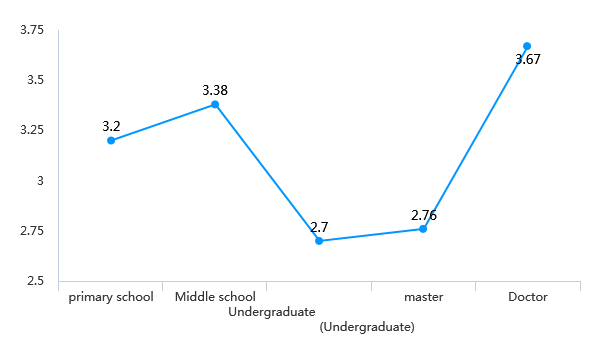 3.75
3.5
3.25
3
2.75
2.5
3.2
3.38
2.7
2.76
3.67
primary school
Middle school
Undergraduate
(Undergraduate)
master
Doctor